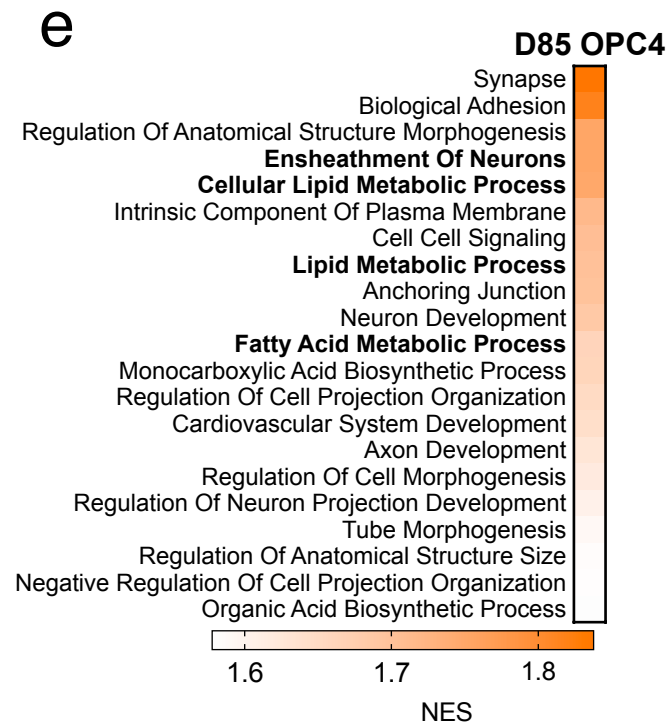 e
D85 OPC4
Synapse
Biological Adhesion
Regulation Of Anatomical Structure Morphogenesis
Ensheathment Of Neurons
Cellular Lipid Metabolic Process
Intrinsic Component Of Plasma Membrane
Cell Cell Signaling
Lipid Metabolic Process
Anchoring Junction
Neuron Development
Fatty Acid Metabolic Process
Monocarboxylic Acid Biosynthetic Process
Regulation Of Cell Projection Organization
Cardiovascular System Development
Axon Development
Regulation Of Cell Morphogenesis
Regulation Of Neuron Projection Development
Tube Morphogenesis
Regulation Of Anatomical Structure Size
Negative Regulation Of Cell Projection Organization
Organic Acid Biosynthetic Process
1.6 1.7 1.8
NES